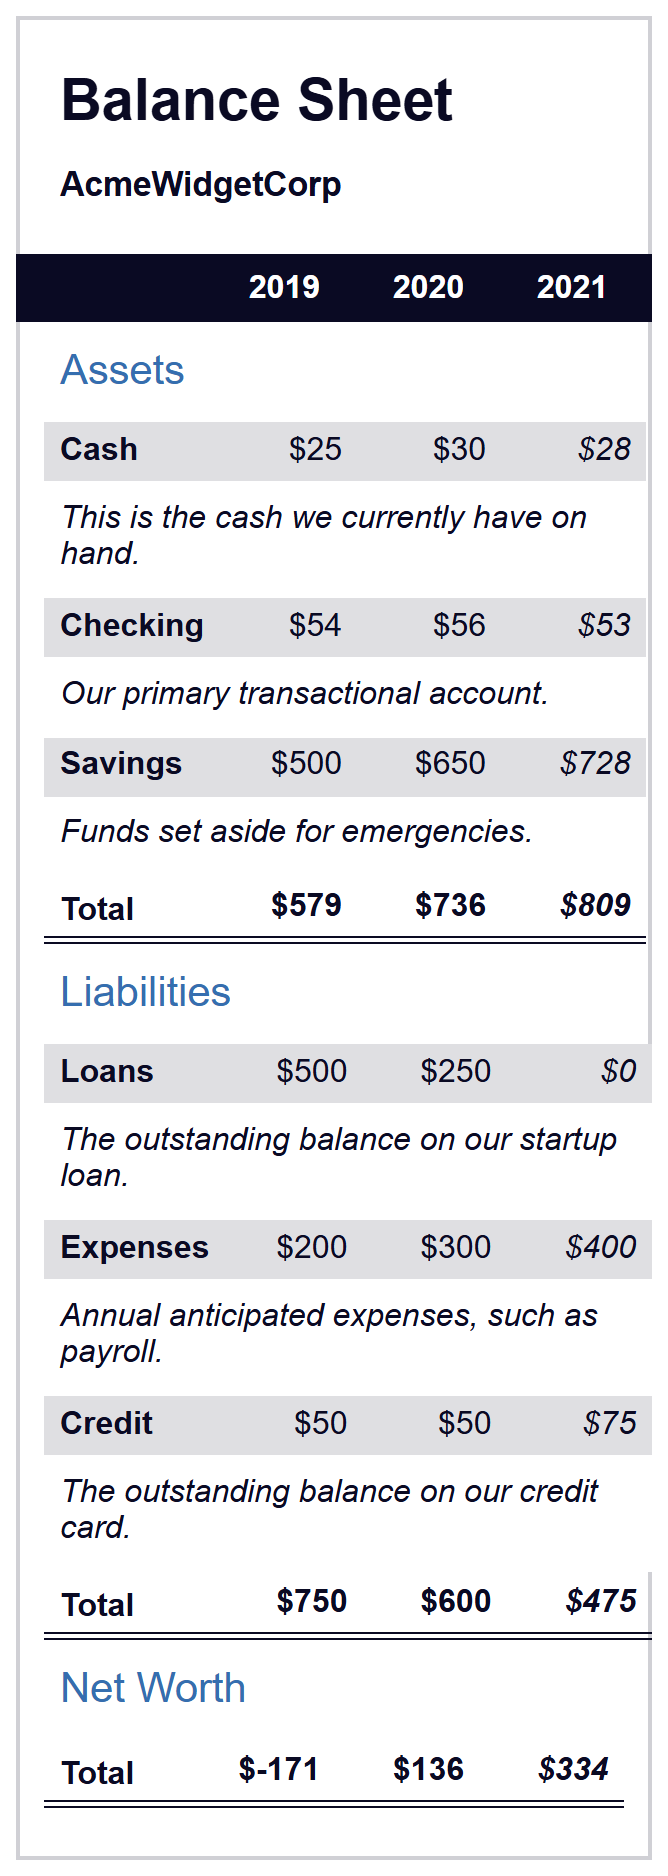 Balance Sheet
AcmeWidgetCorp
2019 2020 2021
Assets
Cash $25 $30 $28
This is the cash we currently have on
hand.
Checking $54 $56 $53
Our primary transactional account.
Savings $500 $650 $728
Funds set aside for emergencies.
Total $579 $736 $809
Liabilities
Loans $500 $250 $0
The outstanding balance on our startup
loan.
Expenses $200 $300 $400
Annual anticipated expenses, such as
payroll.
Credit $50 $50 $75
The outstanding balance on our credit
card.
Total $750 $600 $475
Net Worth
Total $-171 $136 $334